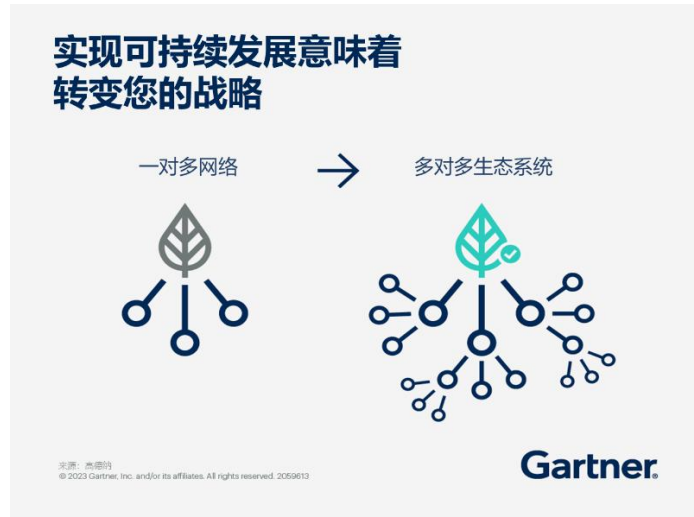 实现可持续发展意味着
转变您的战略
一对多网络
多对多生态系统
来源：高德纳
© 2023 Gartner, Inc. and/or its affiliates. All rights reserved. 2059613
Gartner.